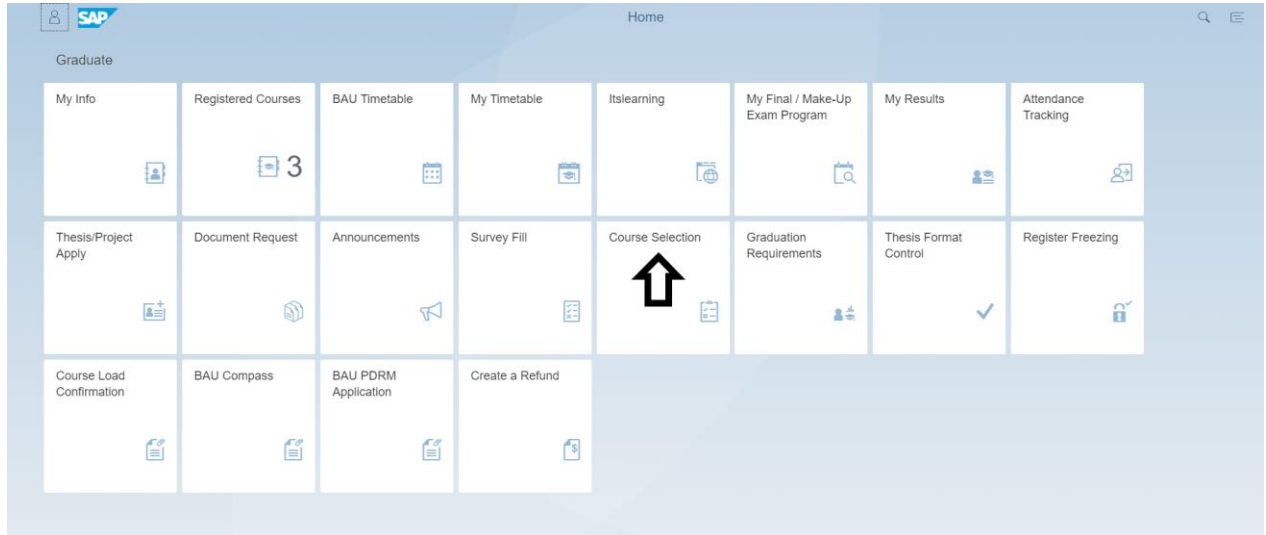 SAP
Home
Graduate
My Info
Registered Courses
3
BAU Timetable
My Timetable
Itslearning
My Final / Make-Up
Exam Program
My Results
Attendance
Tracking
Thesis/Project
Apply
Document Request
Announcements
Survey Fill
Course Selection
Graduation
Requirements
Thesis Format
Control
Register Freezing
Course Load
Confirmation
BAU Compass
BAU PDRM
Application
Create a Refund